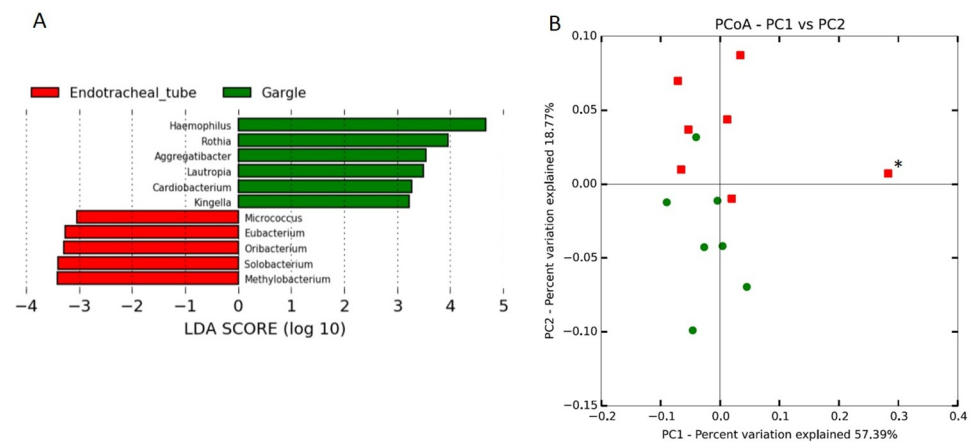 A
Endotracheal_tube Gargle
Haemophilus
Rothia
Aggregatibacter
Lautropia
Cardiobacterium
Kingella
Micrococcus
Eubacterium
Oribacterium
Solobacterium
Methylobacterium
−4 −3 −2 −1 0 1 2 3 4 5
LDA SCORE (log 10)
B
PCoA - PC1 vs PC2
PC2 - Percent variation explained 18.77%
0.10
0.05
0.00
−0.05
−0.10
−0.15
*
−0.2 −0.1 0.0 0.1 0.2 0.3 0.4
PC1 - Percent variation explained 57.39%